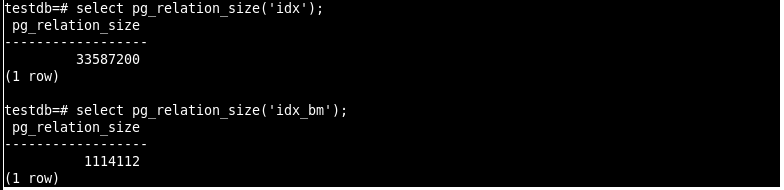 testdb=# select pg_relation_size('idx');
 pg_relation_size
------------------
         33587200
(1 row)

testdb=# select pg_relation_size('idx_bm');
 pg_relation_size
------------------
          1114112
(1 row)